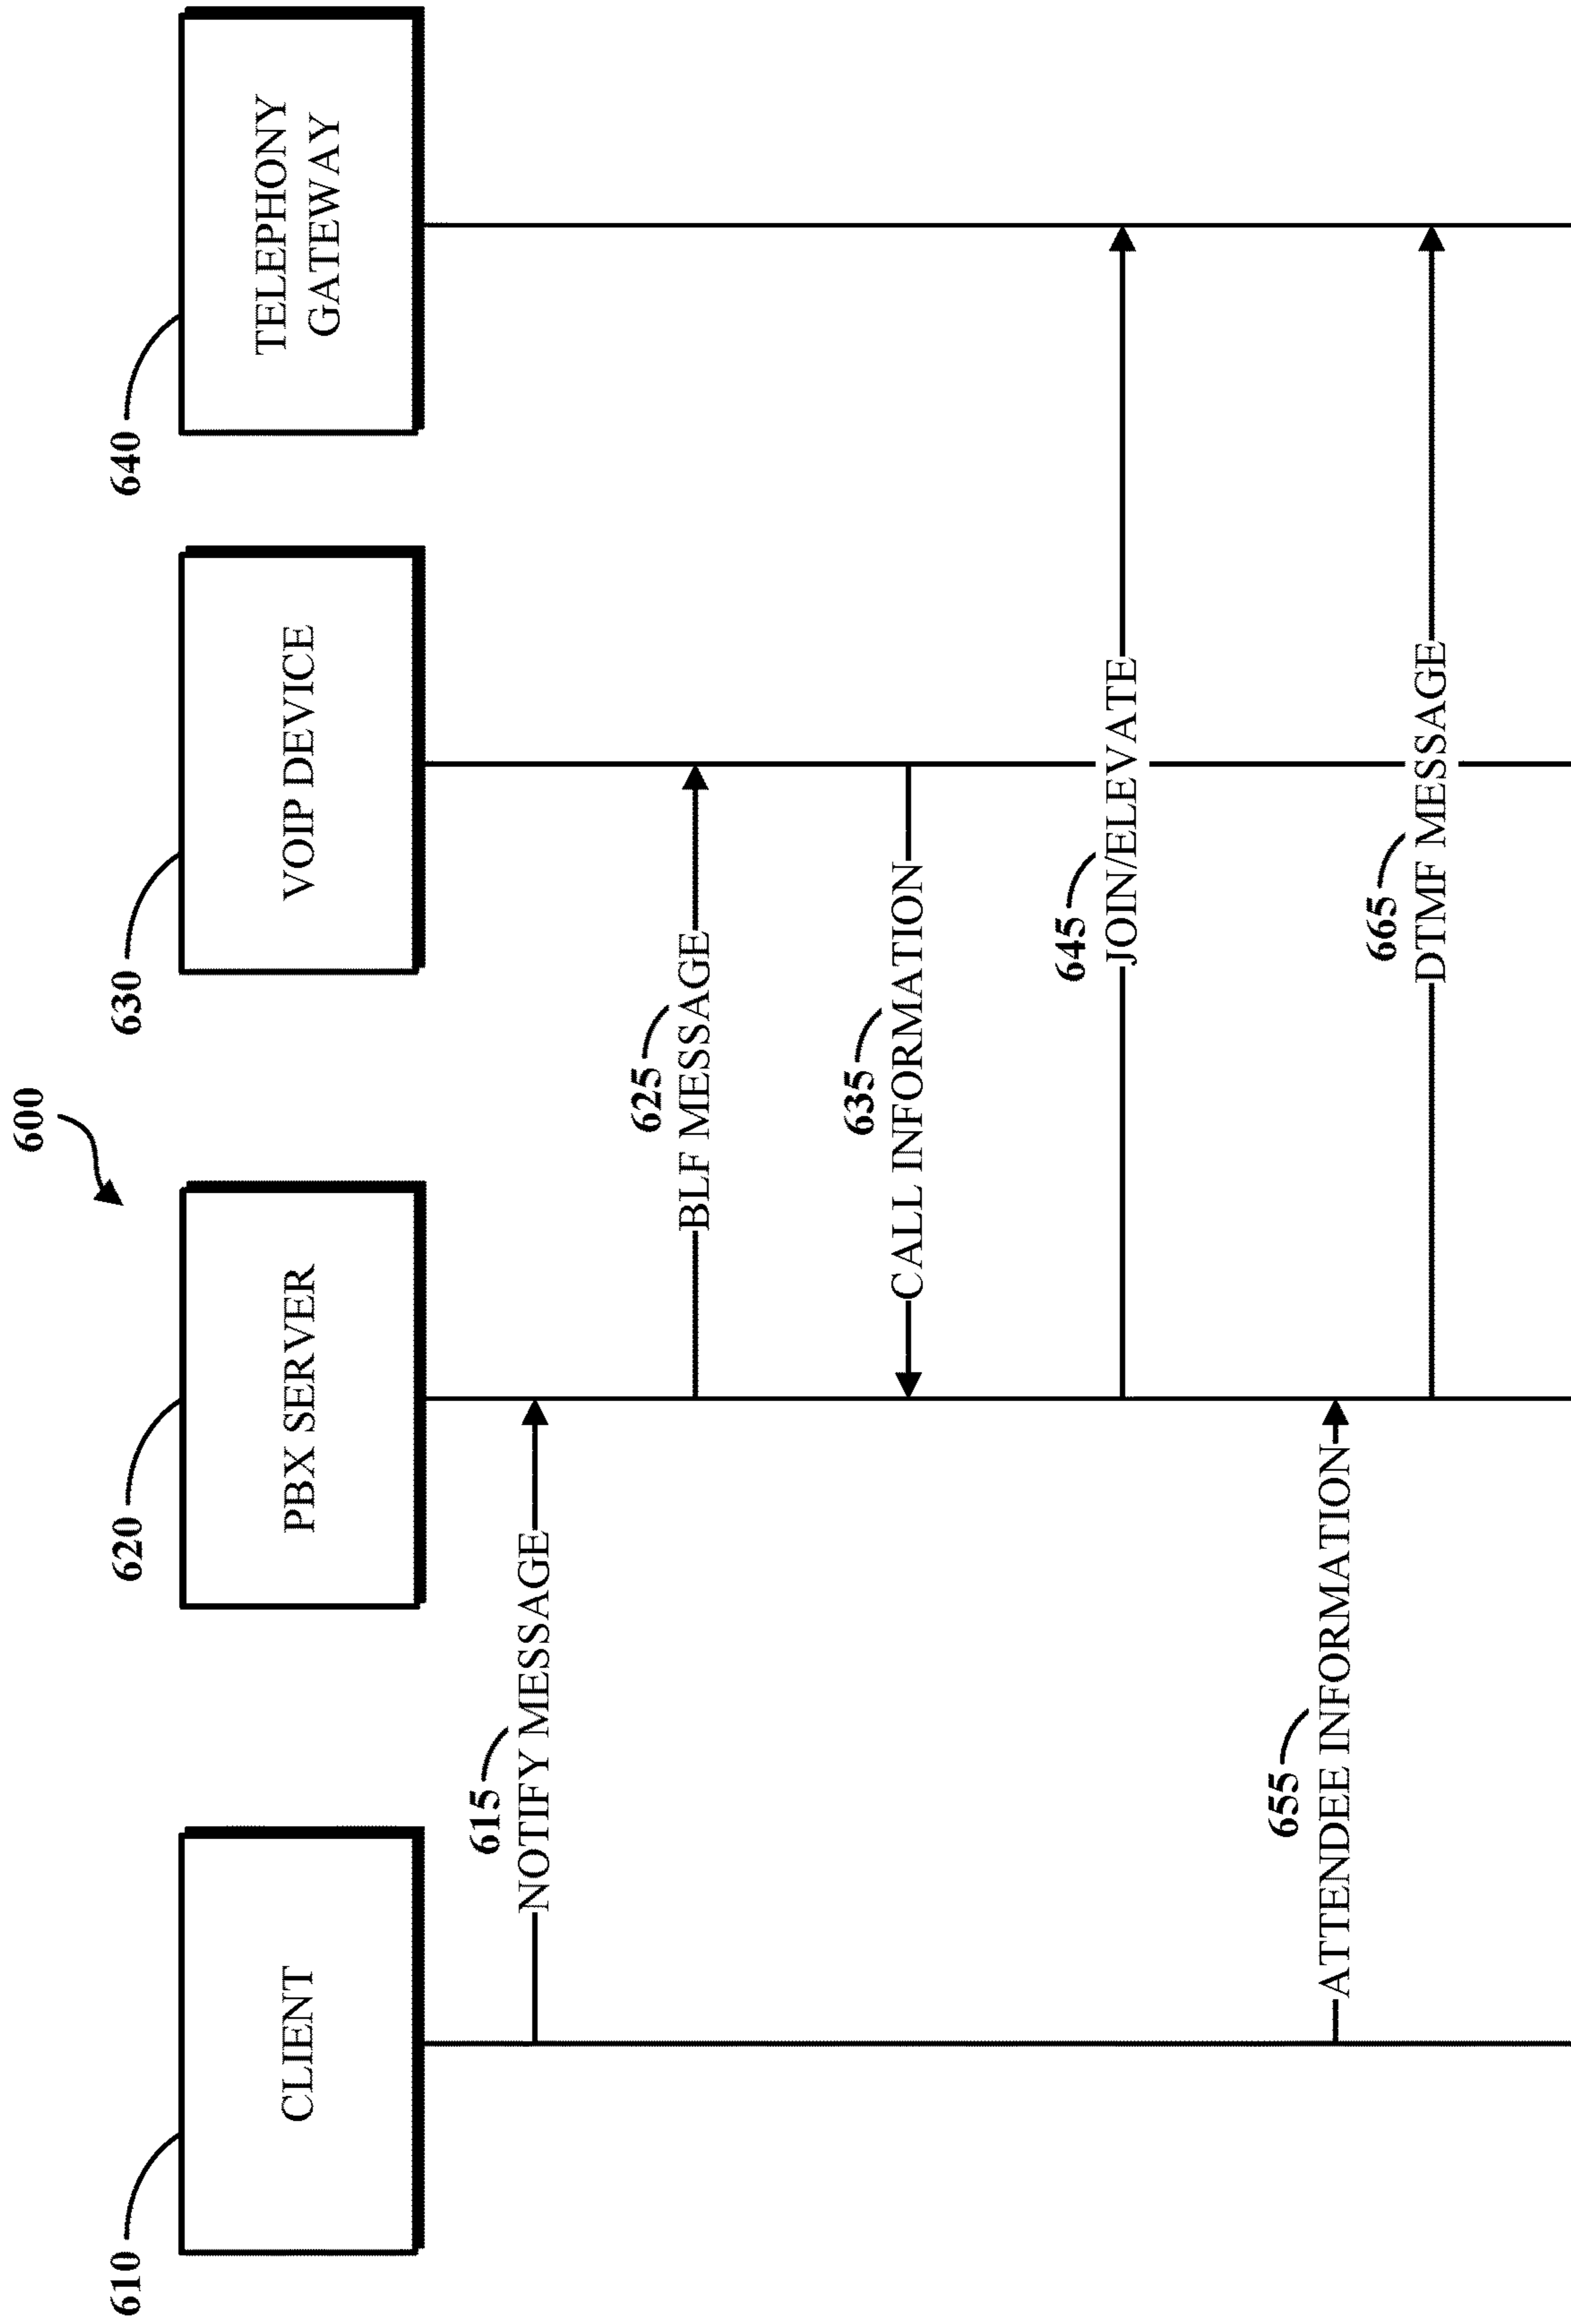 600
610
CLIENT
620
PBX SERVER
630
VOIP DEVICE
640
TELEPHONY
GATEWAY
615
NOTIFY MESSAGE
625
BLF MESSAGE
635
CALL INFORMATION
645
JOIN/ELEVATE
655
ATTENDEE INFORMATION
665
DTMF MESSAGE